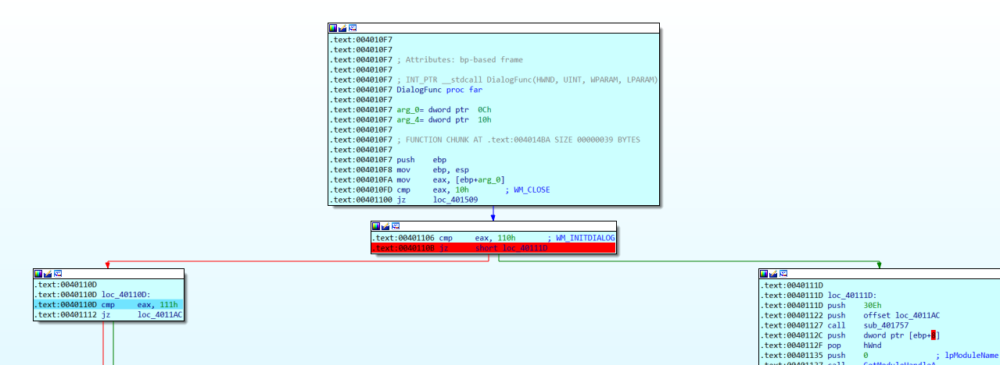 .text:004010F7
.text:004010F7
.text:004010F7 ; Attributes: bp-based frame
.text:004010F7
.text:004010F7 ; INT_PTR __stdcall DialogFunc(HWND, UINT, WPARAM, LPARAM)
.text:004010F7 DialogFunc proc far
.text:004010F7
.text:004010F7 arg_0= dword ptr  0Ch
.text:004010F7 arg_4= dword ptr  10h
.text:004010F7
.text:004010F7 ; FUNCTION CHUNK AT .text:004014BA SIZE 00000039 BYTES
.text:004010F7
.text:004010F7 push    ebp
.text:004010F8 mov     ebp, esp
.text:004010FA mov     eax, [ebp+arg_0]
.text:004010FD cmp     eax, 10h        ; WM_CLOSE
.text:00401100 jz      loc_401509
.text:00401106 cmp     eax, 110h       ; WM_INITDIALOG
.text:0040110B jz      short loc_40111D
.text:0040110D
.text:0040110D loc_40110D:
.text:0040110D cmp     eax, 111h
.text:00401112 jz      loc_4011AC
.text:0040111D
.text:0040111D loc_40111D:
.text:0040111D push    30Eh
.text:00401122 push    offset loc_4011AC
.text:00401127 call    sub_401757
.text:0040112C push    dword ptr [ebp+8]
.text:0040112F pop     hWnd
.text:00401135 push    0               ; lpModuleName
.text:00401137 call    GetModuleHandleA